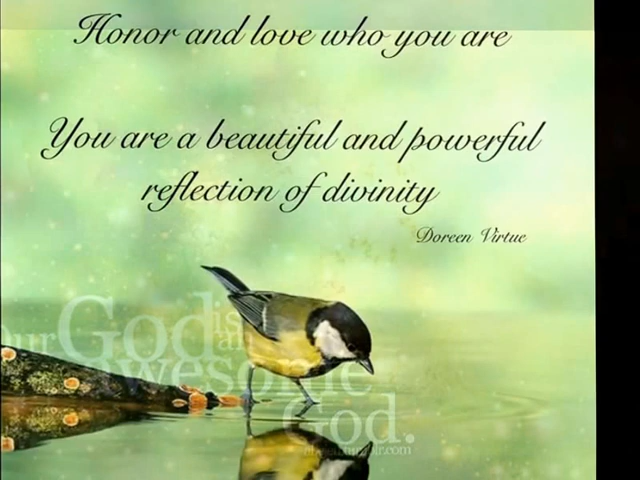 Honor and love who you are
You are a beautiful and powerful
reflection of divinity
Doreen Virtue
Our God is
an
awesome
God.